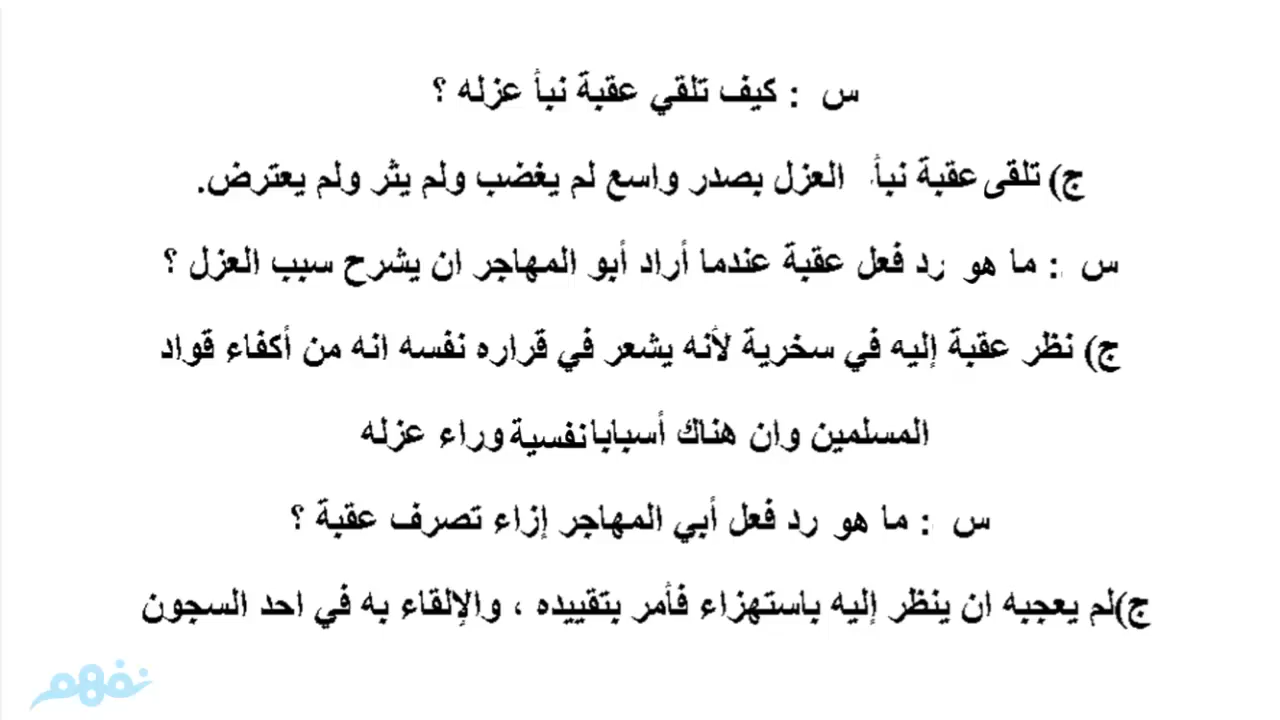 س : كيف تلقي عقبة نبأ عزله ؟
ج) تلقى عقبة نبأ العزل بصدر واسع لم يغضب ولم يثر ولم يعترض.
س : ما هو رد فعل عقبة عندما أراد أبو المهاجر ان يشرح سبب العزل ؟
ج) نظر عقبة إليه في سخرية لأنه يشعر في قراره نفسه انه من أكفاء قواد
المسلمين وان هناك أسبابا نفسية وراء عزله
س : ما هو رد فعل أبي المهاجر إزاء تصرف عقبة ؟
ج)لم يعجبه ان ينظر إليه باستهزاء فأمر بتقييده ، والإلقاء به في احد السجون
نفهم